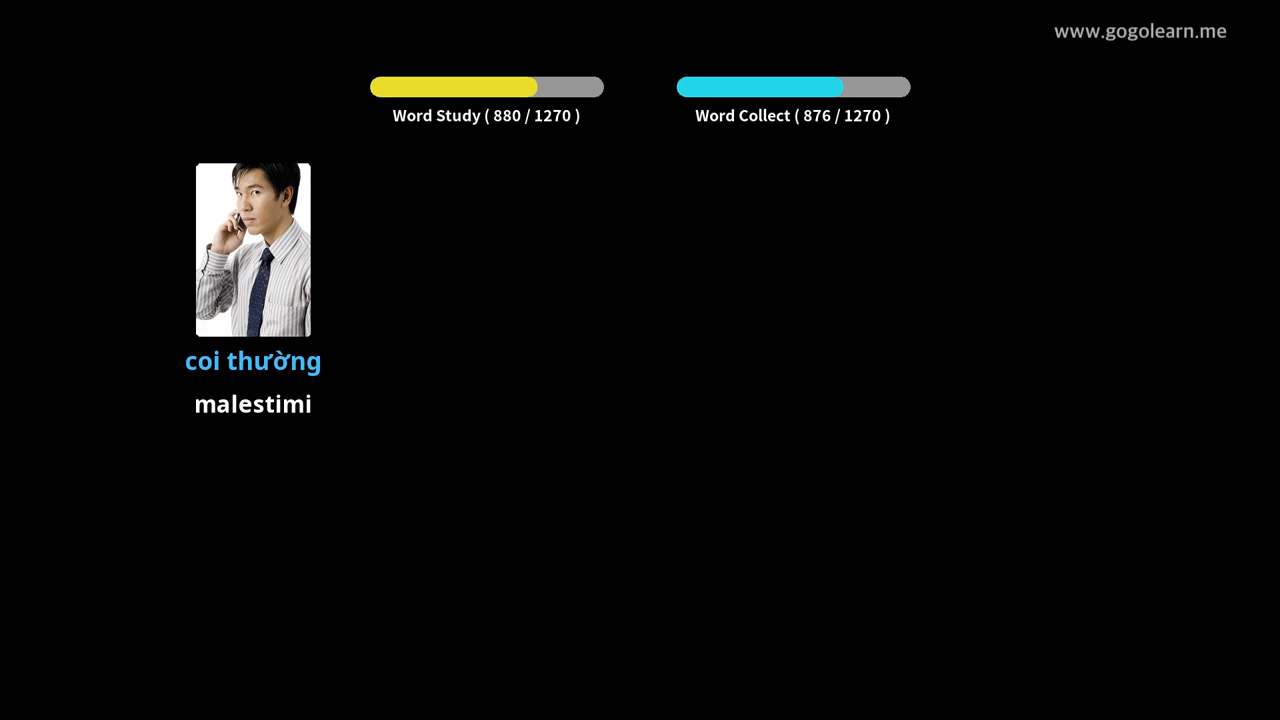 www.gogolearn.me
Word Study ( 880 / 1270 )
Word Collect ( 876 / 1270 )
coi thường
malestimi